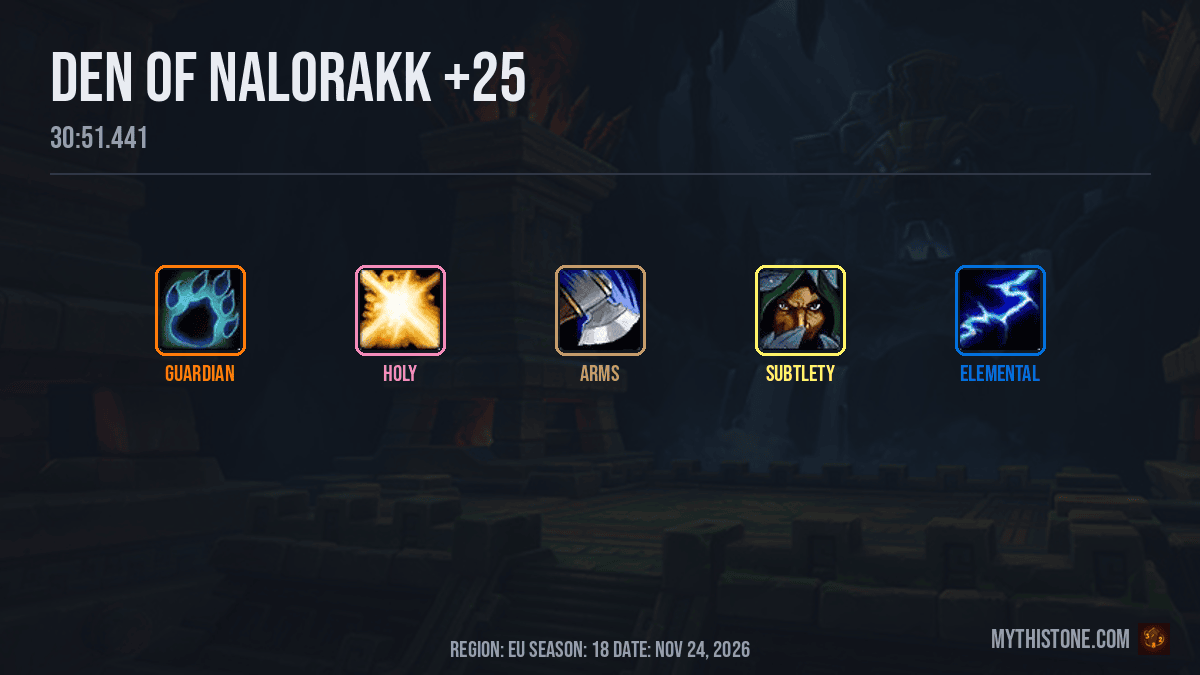 DEN OF NALORAKK +25
30:51.441
GUARDIAN
HOLY
ARMS
SUBTLETY
ELEMENTAL
REGION: EU SEASON: 18 DATE: NOV 24, 2026
MYTHISTONE.COM